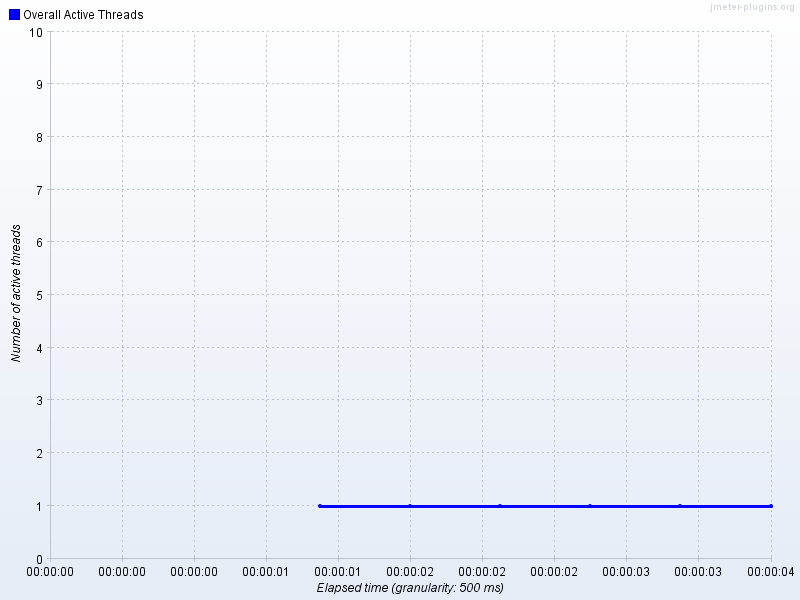 Overall Active Threads
jmeter-plugins.org
10
9
8
7
6
5
4
3
2
1
0
Number of active threads
00:00:00 00:00:00 00:00:00 00:00:01 00:00:01 00:00:02 00:00:02 00:00:02 00:00:03 00:00:03 00:00:04
Elapsed time (granularity: 500 ms)